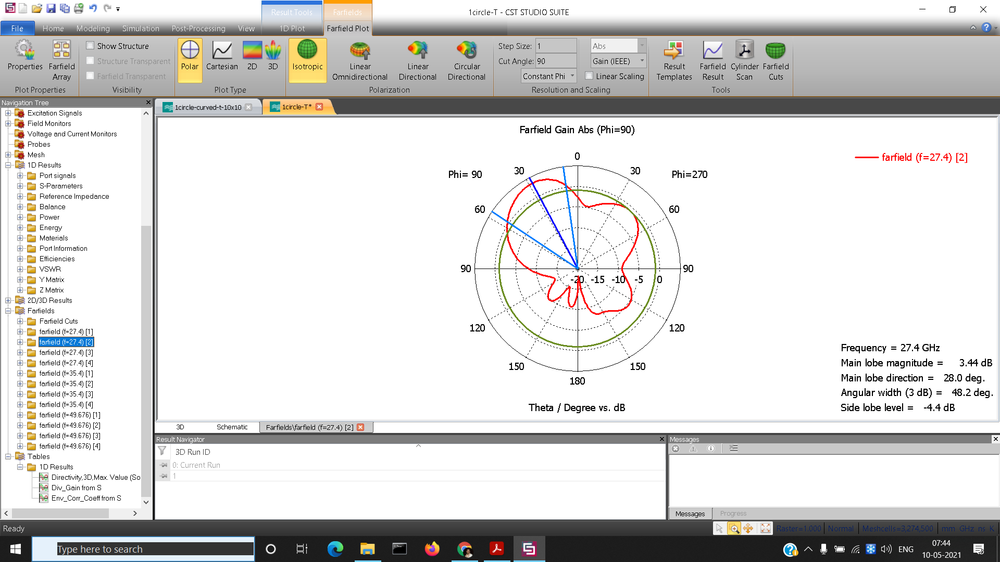 Result Tools
Farfields
1circle-T - CST STUDIO SUITE
File
Home
Modeling
Simulation
Post-Processing
View
1D Plot
Farfield Plot
Properties
Farfield Array
Plot Properties
Show Structure
Structure Transparent
Farfield Transparent
Visibility
Polar
Cartesian
2D
3D
Plot Type
Isotropic
Linear Omnidirectional
Linear Directional
Circular Directional
Polarization
Step Size: 1
Cut Angle: 90
Constant Phi
Abs
Gain (IEEE)
Linear Scaling
Resolution and Scaling
Result Templates
Farfield Result
Cylinder Scan
Farfield Cuts
Tools
Navigation Tree
Excitation Signals
Field Monitors
Voltage and Current Monitors
Probes
Mesh
1D Results
Port signals
S-Parameters
Reference Impedance
Balance
Power
Energy
Materials
Port Information
Efficiencies
VSWR
Y Matrix
Z Matrix
2D/3D Results
Farfields
Farfield Cuts
farfield (f=27.4) [1]
farfield (f=27.4) [2]
farfield (f=27.4) [3]
farfield (f=27.4) [4]
farfield (f=35.4) [1]
farfield (f=35.4) [2]
farfield (f=35.4) [3]
farfield (f=35.4) [4]
farfield (f=49.676) [1]
farfield (f=49.676) [2]
farfield (f=49.676) [3]
farfield (f=49.676) [4]
Tables
1D Results
Directivity,3D,Max. Value (So
Div_Gain from S
Env_Corr_Coeff from S
1circle-curved-t-10x10
1circle-T*
Farfield Gain Abs (Phi=90)
farfield (f=27.4) [2]
0
30
30
Phi= 90
Phi=270
60
60
90
90
-20 -15 -10 -5 0
120
120
150
150
180
Theta / Degree vs. dB
Frequency = 27.4 GHz
Main lobe magnitude = 3.44 dB
Main lobe direction = 28.0 deg.
Angular width (3 dB) = 48.2 deg.
Side lobe level = -4.4 dB
3D
Schematic
Farfields\farfield (f=27.4) [2]
Result Navigator
3D Run ID
0: Current Run
1
Messages
Messages
Progress
Ready
Raster=1.000
Normal
Meshcells=3,274,500
mm GHz ns K
Type here to search
ENG
07:44
10-05-2021